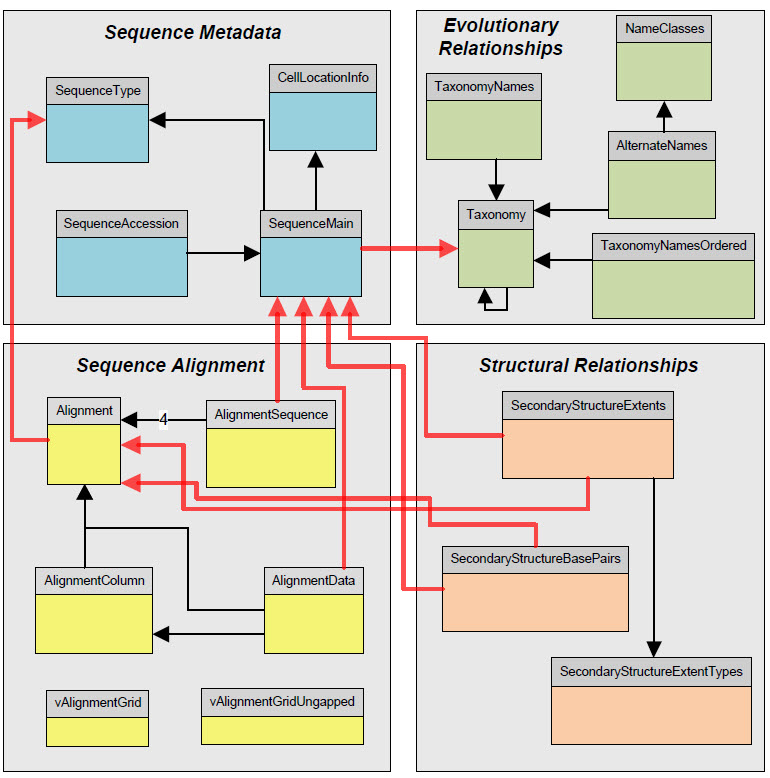 Sequence Metadata
SequenceType
CellLocationInfo
SequenceAccession
SequenceMain
Evolutionary
Relationships
NameClasses
TaxonomyNames
AlternateNames
Taxonomy
TaxonomyNamesOrdered
Sequence Alignment
Alignment
4
AlignmentSequence
AlignmentColumn
AlignmentData
vAlignmentGrid
vAlignmentGridUngapped
Structural Relationships
SecondaryStructureExtents
SecondaryStructureBasePairs
SecondaryStructureExtentTypes